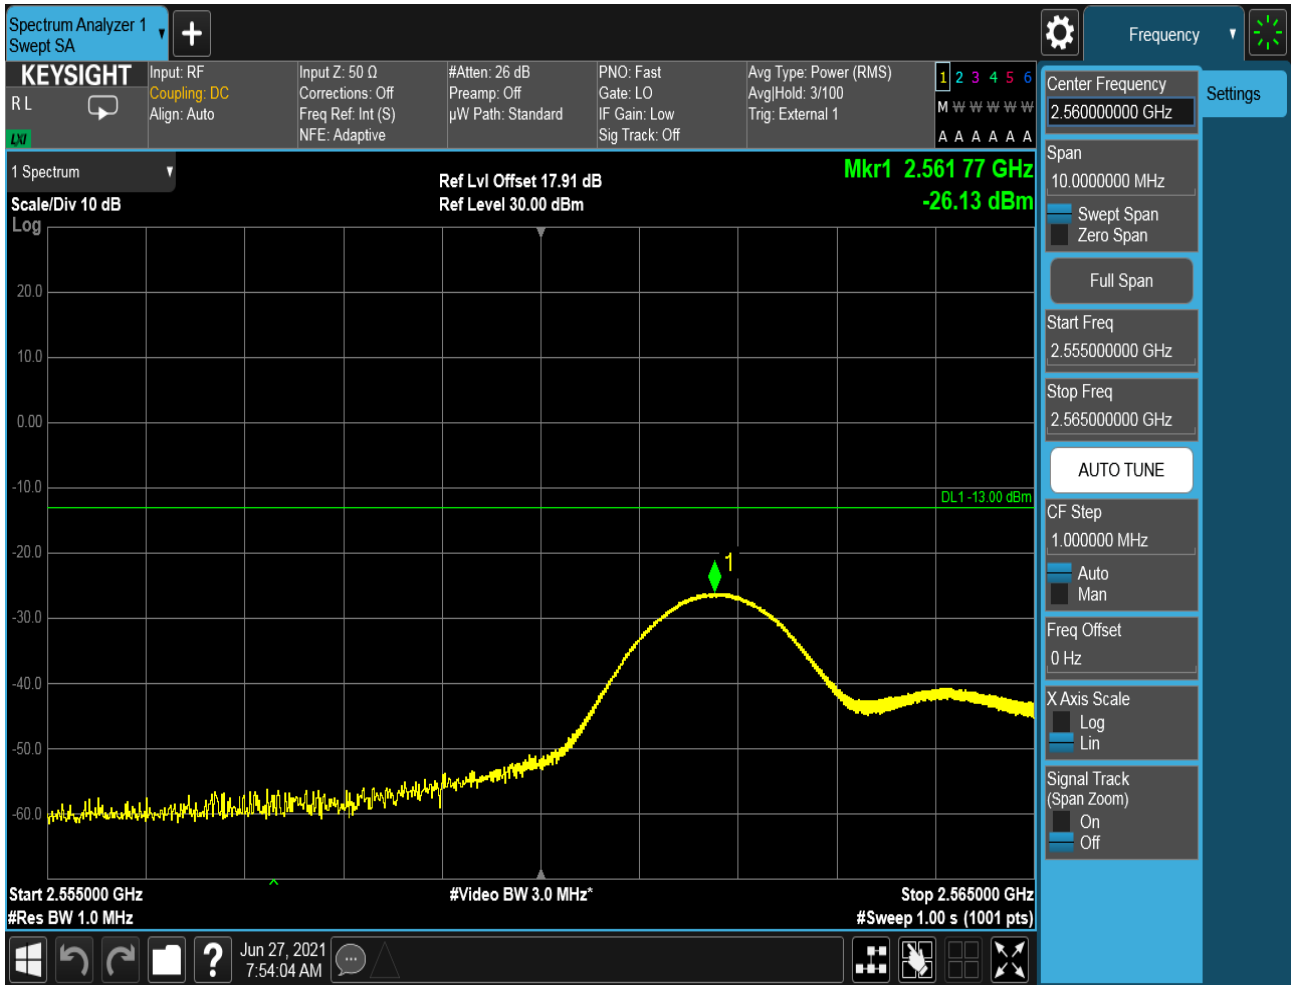 Spectrum Analyzer 1
Swept SA
Frequency
KEYSIGHT
R L
LXI
Input: RF
Coupling: DC
Align: Auto
Input Z: 50 Ω
Corrections: Off
Freq Ref: Int (S)
NFE: Adaptive
#Atten: 26 dB
Preamp: Off
µW Path: Standard
PNO: Fast
Gate: LO
IF Gain: Low
Sig Track: Off
Avg Type: Power (RMS)
Avg|Hold: 3/100
Trig: External 1
1 2 3 4 5 6
M W W W W W
A A A A A A
1 Spectrum
Scale/Div 10 dB
Log
Ref Lvl Offset 17.91 dB
Ref Level 30.00 dBm
Mkr1 2.561 77 GHz
-26.13 dBm
20.0
10.0
0.00
-10.0
-20.0
-30.0
-40.0
-50.0
-60.0
DL1 -13.00 dBm
1
Start 2.555000 GHz
#Res BW 1.0 MHz
#Video BW 3.0 MHz*
Stop 2.565000 GHz
#Sweep 1.00 s (1001 pts)
Jun 27, 2021
7:54:04 AM
?
Center Frequency
2.560000000 GHz
Settings
Span
10.0000000 MHz
Swept Span
Zero Span
Full Span
Start Freq
2.555000000 GHz
Stop Freq
2.565000000 GHz
AUTO TUNE
CF Step
1.000000 MHz
Auto
Man
Freq Offset
0 Hz
X Axis Scale
Log
Lin
Signal Track
(Span Zoom)
On
Off